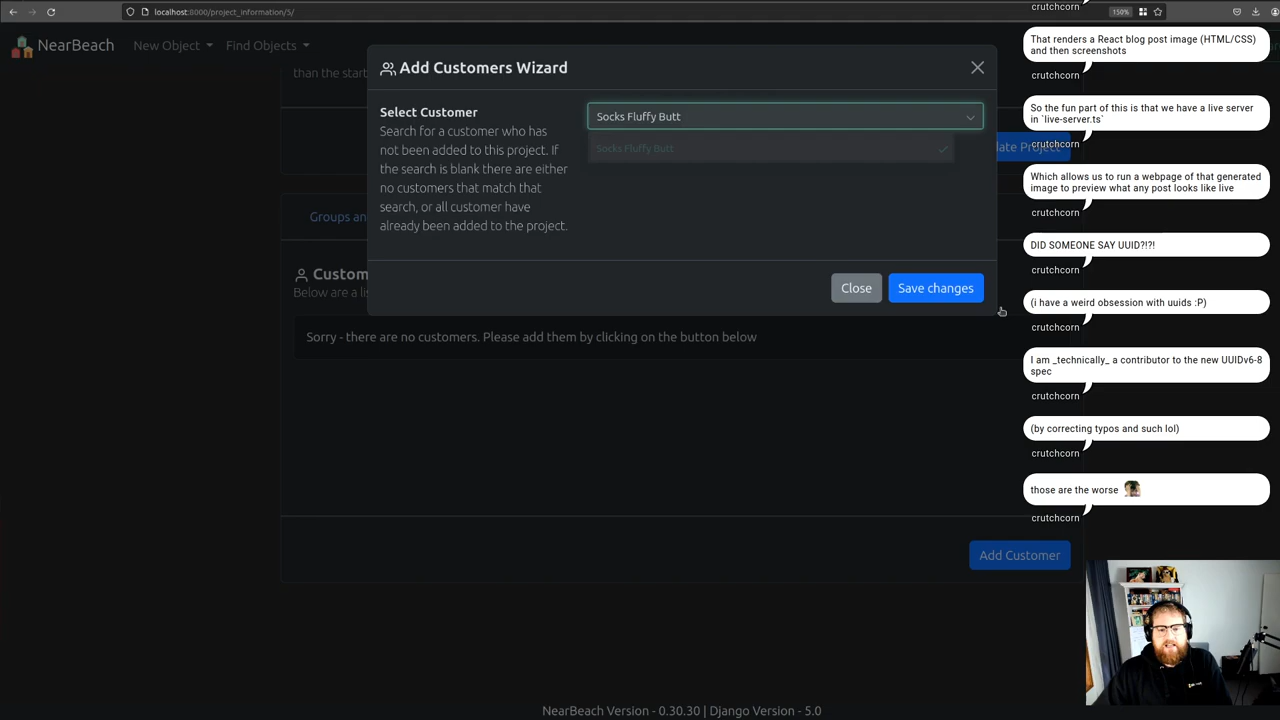 localhost:8000/project_information/5/
150%
NearBeach
New Object
Find Objects
than the start
Add Customers Wizard
Select Customer
Search for a customer who has
not been added to this project. If
the search is blank there are either
no customers that match that
search, or all customer have
already been added to the project.
Socks Fluffy Butt
Socks Fluffy Butt
Close
Save changes
date Project
Groups an
Custom
Below are a li
Sorry - there are no customers. Please add them by clicking on the button below
Add Customer
NearBeach Version - 0.30.30 | Django Version - 5.0
crutchcorn
That renders a React blog post image (HTML/CSS)
and then screenshots
crutchcorn
So the fun part of this is that we have a live server
in `live-server.ts`
crutchcorn
Which allows us to run a webpage of that generated
image to preview what any post looks like live
crutchcorn
DID SOMEONE SAY UUID?!?!
crutchcorn
(i have a weird obsession with uuids :P)
crutchcorn
I am _technically_ a contributor to the new UUIDv6-8
spec
crutchcorn
(by correcting typos and such lol)
crutchcorn
those are the worse
crutchcorn